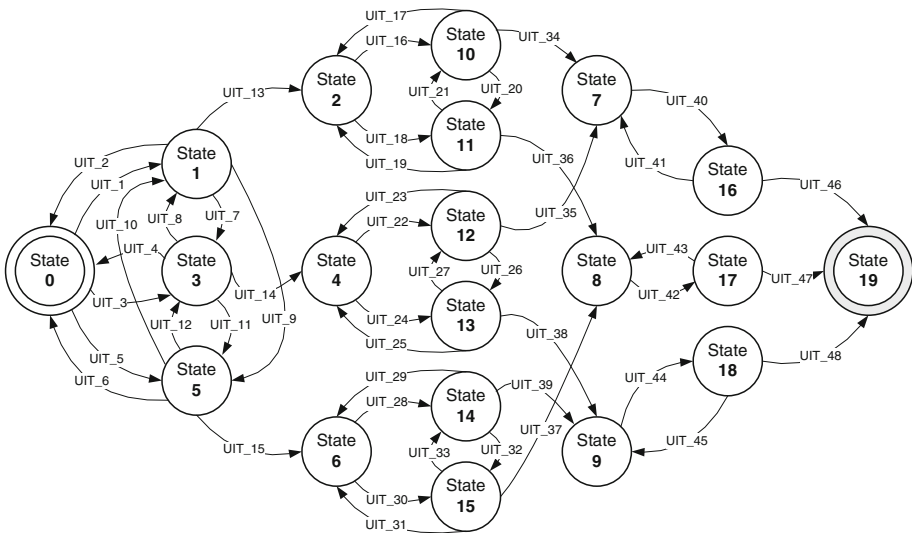 UIT_17
UIT_16
State
10
UIT_34
UIT_13
State
2
UIT_21
UIT_20
State
7
UIT_40
UIT_18
State
11
UIT_36
UIT_2
UIT_1
State
1
UIT_19
UIT_41
State
16
UIT_46
UIT_10
UIT_8
UIT_7
UIT_23
UIT_22
State
12
UIT_35
State
0
UIT_4
State
3
UIT_14
State
4
UIT_27
UIT_26
State
8
UIT_43
UIT_42
State
17
UIT_47
State
19
UIT_3
UIT_12
UIT_11
UIT_9
UIT_24
State
13
UIT_38
UIT_25
UIT_5
UIT_6
State
5
UIT_29
UIT_28
State
14
UIT_39
UIT_44
State
18
UIT_48
UIT_15
State
6
UIT_33
UIT_32
UIT_37
State
9
UIT_45
UIT_30
State
15
UIT_31